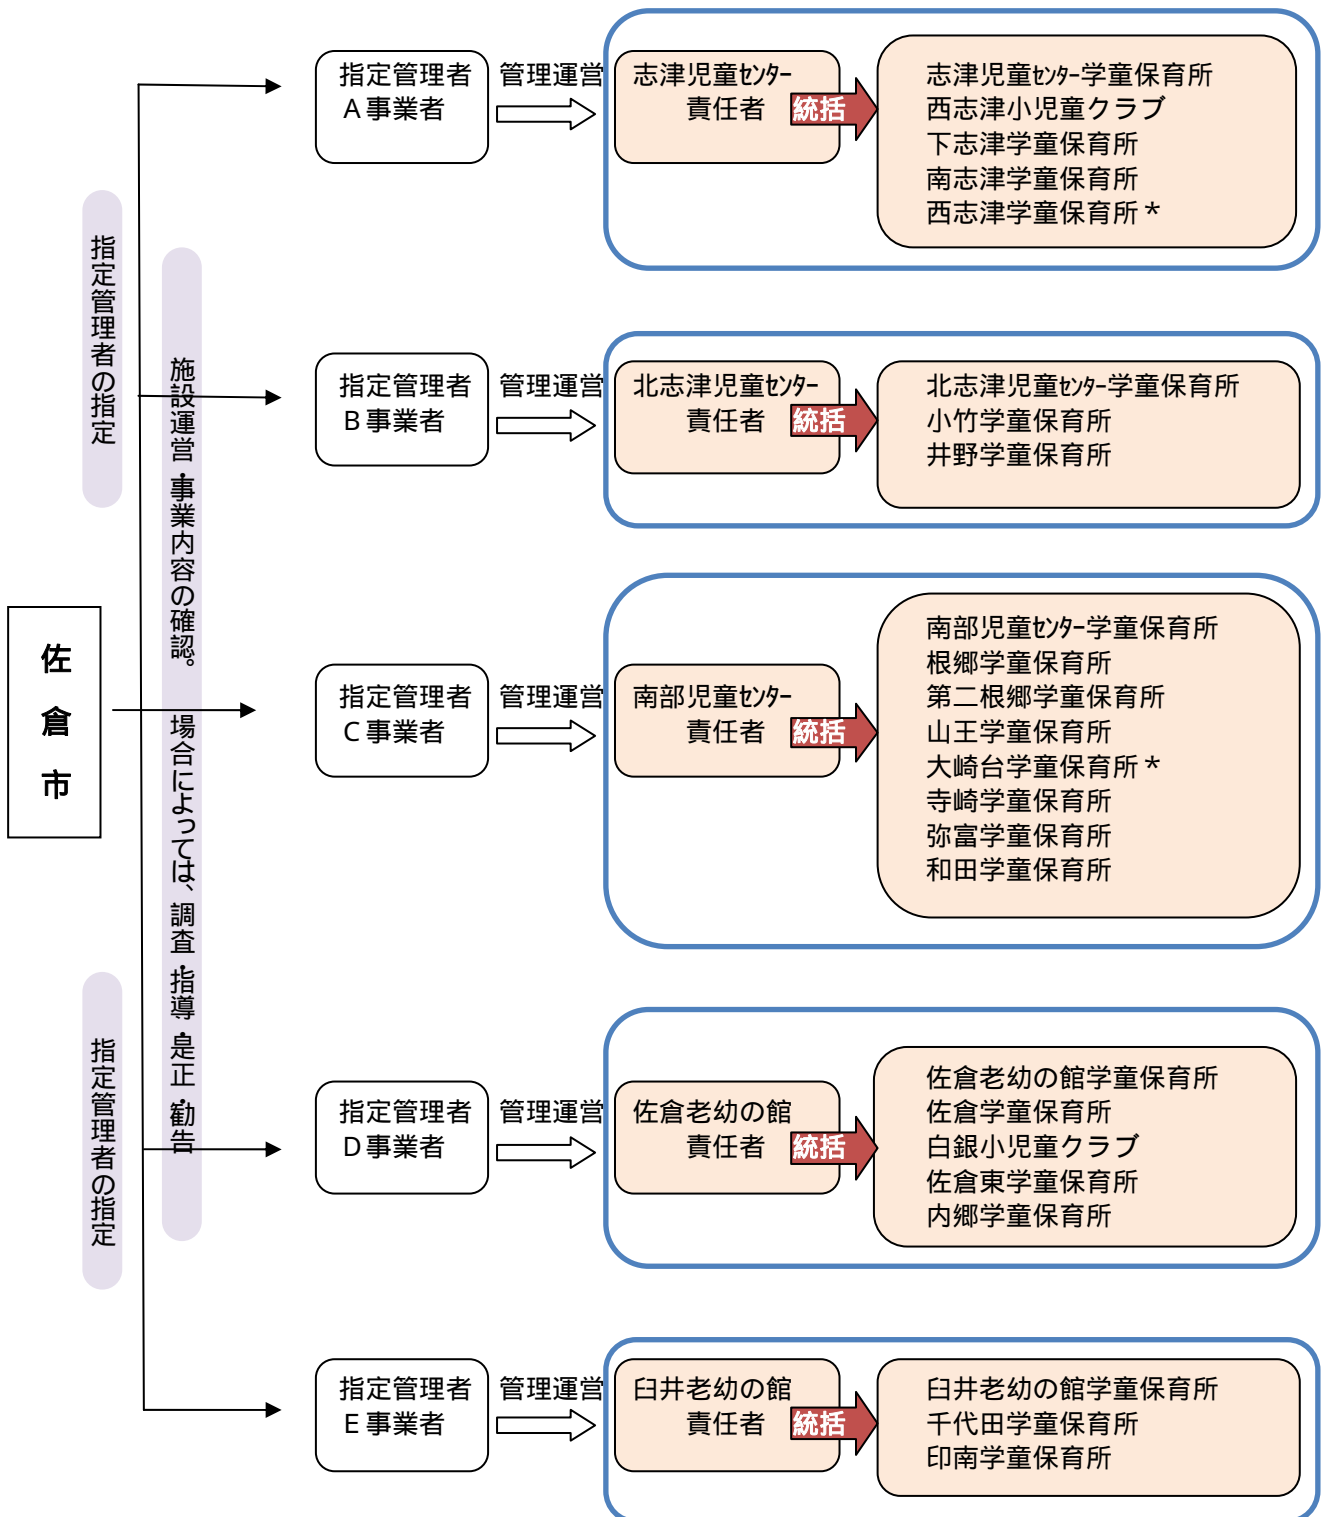 佐倉市
指定管理者の指定
施設運営・事業内容の確認。 場合によっては、調査・指導・是正・勧告
指定管理者の指定
指定管理者
A事業者
管理運営
志津児童ｾﾝﾀｰ
責任者
統括
志津児童ｾﾝﾀｰ学童保育所
西志津小児童クラブ
下志津学童保育所
南志津学童保育所
西志津学童保育所＊
指定管理者
B事業者
管理運営
北志津児童ｾﾝﾀｰ
責任者
統括
北志津児童ｾﾝﾀｰ学童保育所
小竹学童保育所
井野学童保育所
指定管理者
C事業者
管理運営
南部児童ｾﾝﾀｰ
責任者
統括
南部児童ｾﾝﾀｰ学童保育所
根郷学童保育所
第二根郷学童保育所
山王学童保育所
大崎台学童保育所＊
寺崎学童保育所
弥富学童保育所
和田学童保育所
指定管理者
D事業者
管理運営
佐倉老幼の館
責任者
統括
佐倉老幼の館学童保育所
佐倉学童保育所
白銀小児童クラブ
佐倉東学童保育所
内郷学童保育所
指定管理者
E事業者
管理運営
臼井老幼の館
責任者
統括
臼井老幼の館学童保育所
千代田学童保育所
印南学童保育所